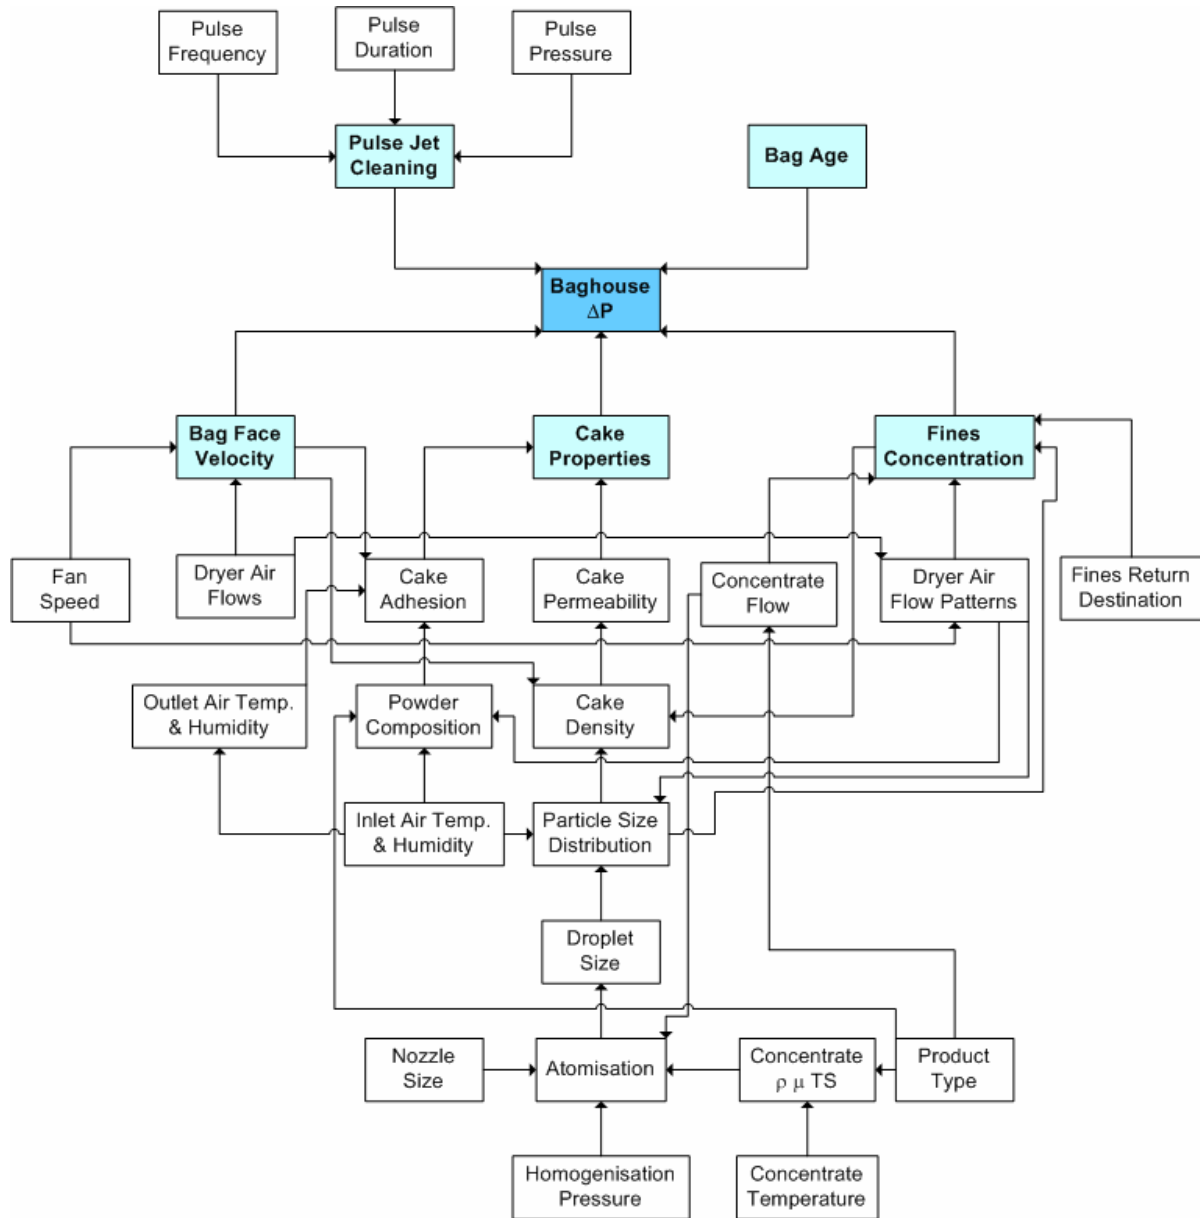 Pulse
Frequency
Pulse
Duration
Pulse
Pressure
Pulse Jet
Cleaning
Bag Age
Baghouse
ΔP
Bag Face
Velocity
Cake
Properties
Fines
Concentration
Fan
Speed
Dryer Air
Flows
Cake
Adhesion
Cake
Permeability
Concentrate
Flow
Dryer Air
Flow Patterns
Fines Return
Destination
Outlet Air Temp.
& Humidity
Powder
Composition
Cake
Density
Inlet Air Temp.
& Humidity
Particle Size
Distribution
Droplet
Size
Nozzle
Size
Atomisation
Concentrate
ρ μ TS
Product
Type
Homogenisation
Pressure
Concentrate
Temperature